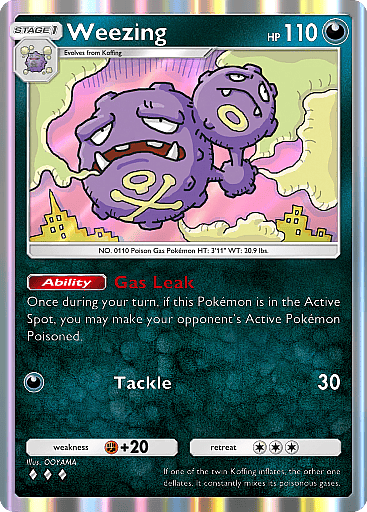 STAGE 1
Weezing
HP 110
Evolves from Koffing
NO. 0110 Poison Gas Pokémon HT: 3'11" WT: 20.9 lbs.
Ability Gas Leak
Once during your turn, if this Pokémon is in the Active
Spot, you may make your opponent's Active Pokémon
Poisoned.
Tackle 30
weakness +20 retreat
Illus. OOYAMA
If one of the twin Koffing inflates, the other one
deflates. It constantly mixes its poisonous gases.